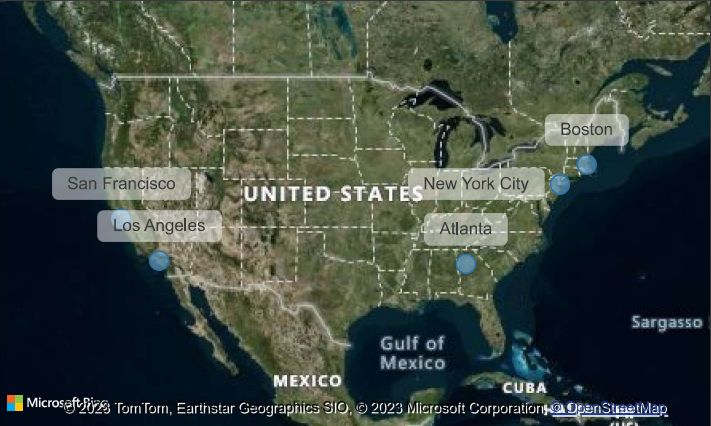 Boston
San Francisco
UNITED STATES
New York City
Los Angeles
Atlanta
Sargasso
Gulf of
Mexico
MEXICO
CUBA
Microsoft Bing
© 2023 TomTom, Earthstar Geographics SIO, © 2023 Microsoft Corporation, © OpenStreetMap
(US)